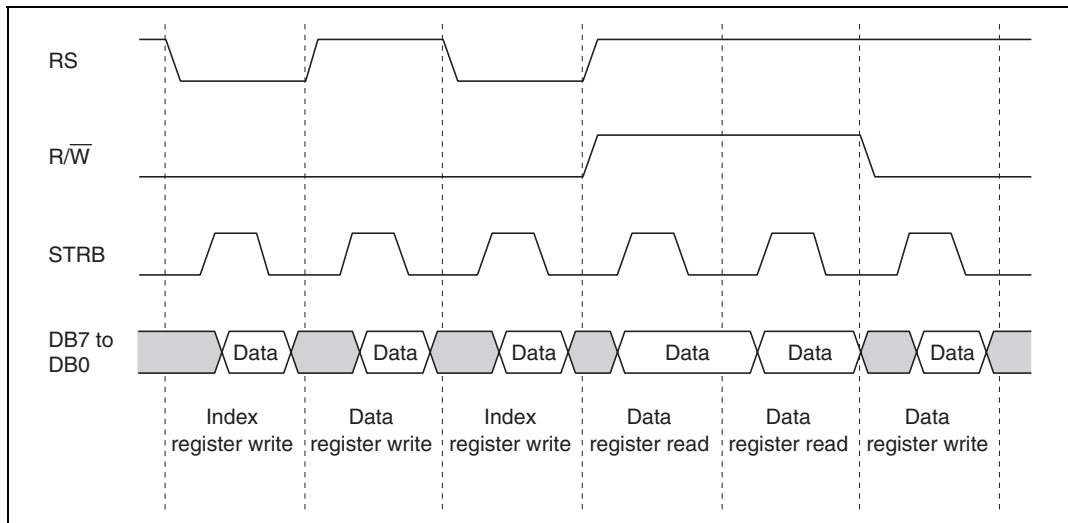 RS
R/W̅
STRB
DB7 to
DB0
Data Data Data Data Data Data
Index Data Index Data Data Data
register write register write register write register read register read register write